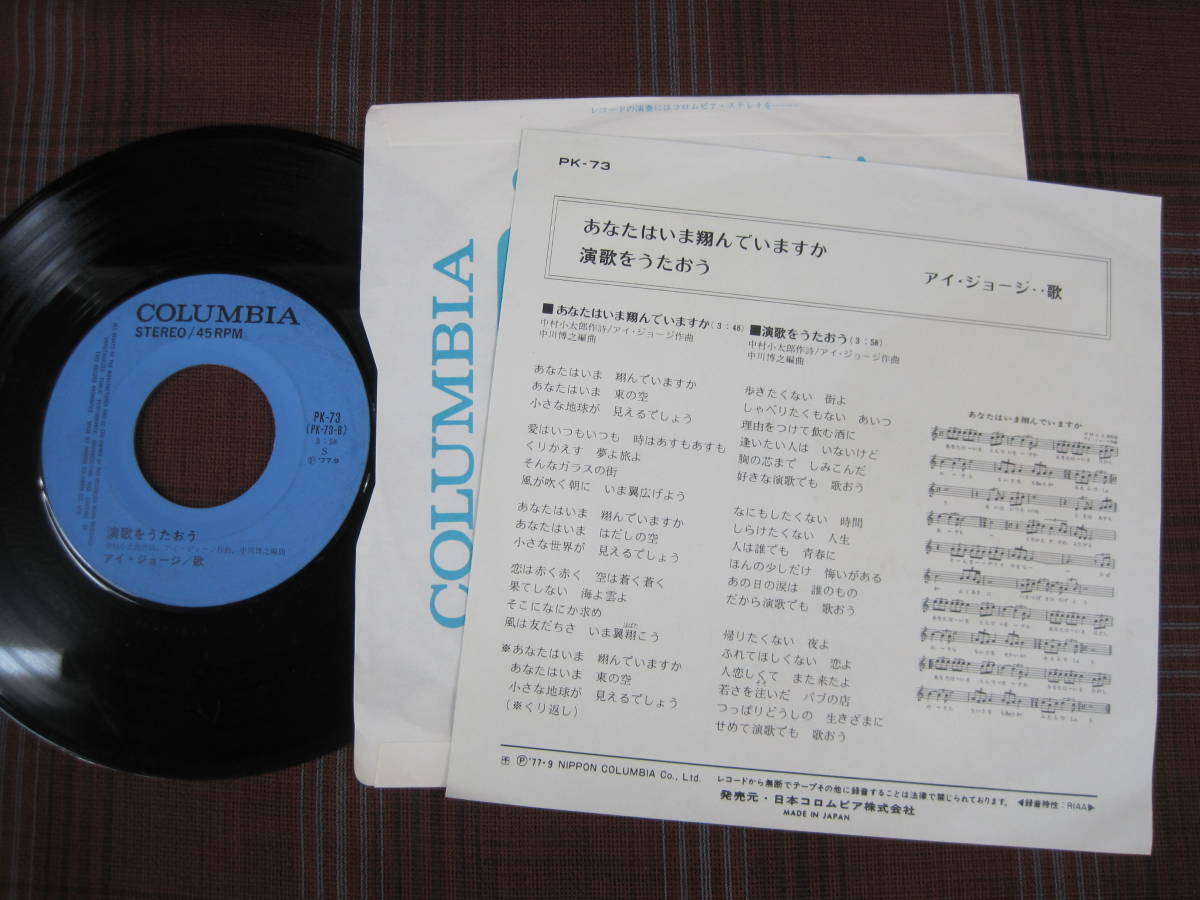 COLUMBIA
STEREO/45RPM
PK-73
(PK-73-B)
3:58
S
Ⓟ'77.9
演歌をうたおう
中村小太郎作詩, アイ・ジョージ作曲, 中川博之編曲
アイ・ジョージ/歌
レコードの演奏にはコロムビア・ステレオを……
COLUMBIA
PK-73
あなたはいま翔んでいますか
演歌をうたおう
アイ・ジョージ‥歌
■あなたはいま翔んでいますか(3:48)
中村小太郎作詩/アイ・ジョージ作曲
中川博之編曲
あなたはいま 翔んでいますか
あなたはいま 東の空
小さな地球が 見えるでしょう
愛はいつもいつも 時はあすもあすも
くりかえす 夢よ旅よ
そんなガラスの街
風が吹く朝に いま翼広げよう
あなたはいま 翔んでいますか
あなたはいま はだしの空
小さな世界が 見えるでしょう
恋は赤く赤く 空は蒼く蒼く
果てしない 海よ雲よ
そこになにか求め
風は友だちさ いま翼翔こう
はばた
※あなたはいま 翔んでいますか
あなたはいま 東の空
小さな地球が 見えるでしょう
(※くり返し)
■演歌をうたおう(3:58)
中村小太郎作詩/アイ・ジョージ作曲
中川博之編曲
歩きたくない 街よ
しゃべりたくもない あいつ
理由をつけて飲む酒に
逢いたい人は いないけど
胸の芯まで しみこんだ
好きな演歌でも 歌おう
なにもしたくない 時間
しらけたくない 人生
人は誰でも 青春に
ほんの少しだけ 悔いがある
あの日の涙は 誰のもの
だから演歌でも 歌おう
帰りたくない 夜よ
ふれてほしくない 恋よ
人恋しくて また来たよ
若さを注いだ パブの店
そそ
つっぱりどうしの 生きざまに
せめて演歌でも 歌おう
あなたはいま翔んでいますか
Ⓟ'77・9 NIPPON COLUMBIA Co., Ltd.
レコードから無断でテープその他に録音することは法律で禁じられております。
◀録音特性:RIAA▶
発売元・日本コロムビア株式会社
MADE IN JAPAN